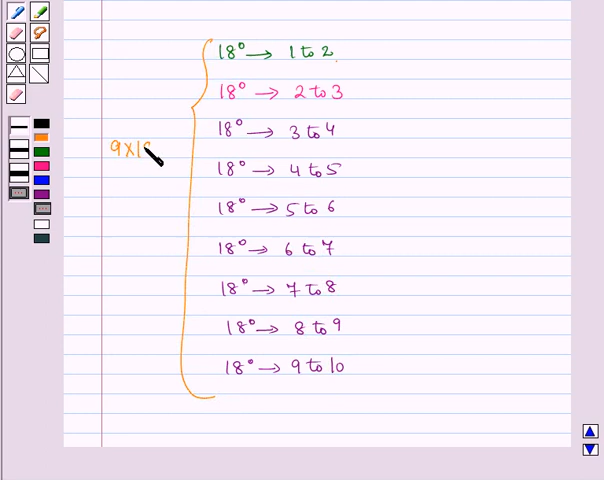 18° → 1 to 2
18° → 2 to 3
18° → 3 to 4
9×18
18° → 4 to 5
18° → 5 to 6
18° → 6 to 7
18° → 7 to 8
18° → 8 to 9
18° → 9 to 10